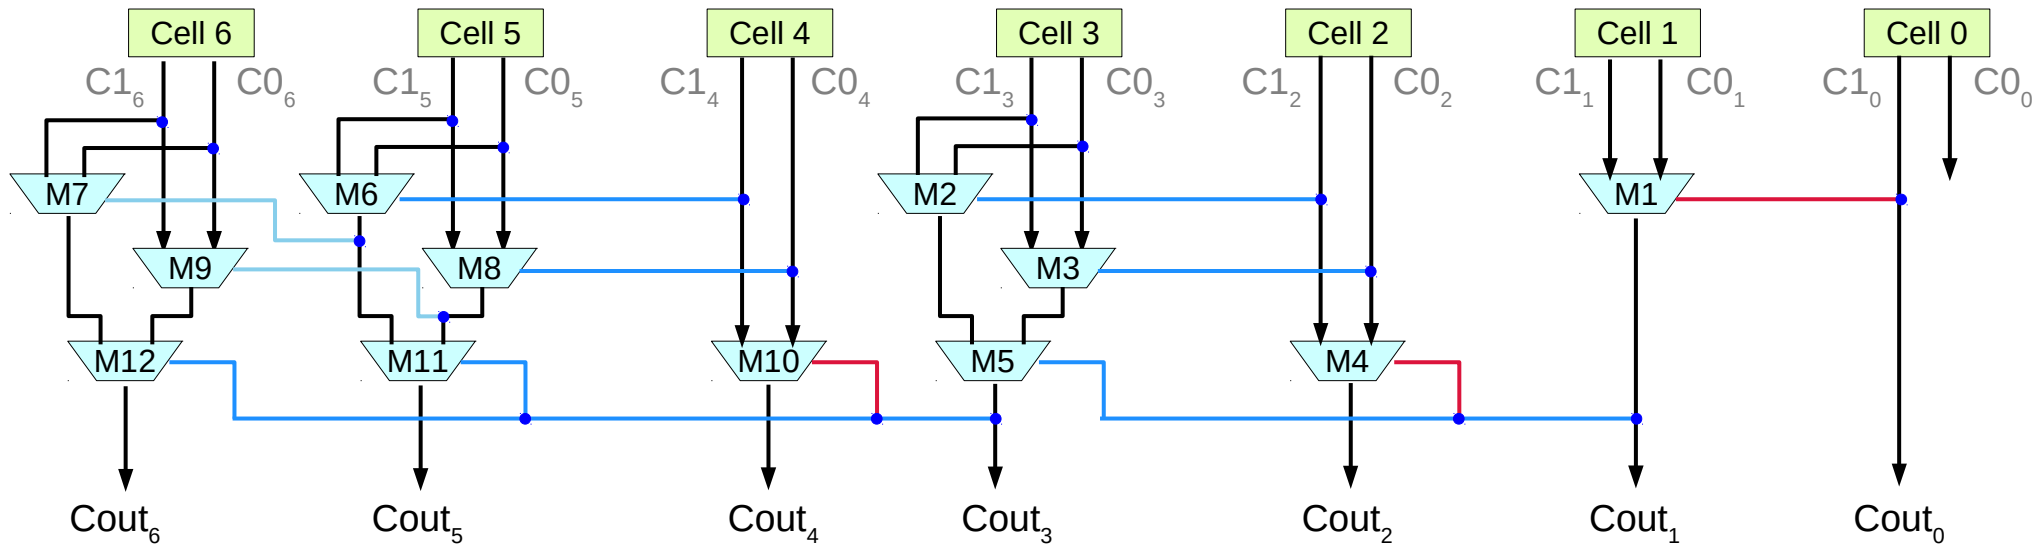 Cell 6 Cell 5 Cell 4 Cell 3 Cell 2 Cell 1 Cell 0
C1₆ C0₆ C1₅ C0₅ C1₄ C0₄ C1₃ C0₃ C1₂ C0₂ C1₁ C0₁ C1₀ C0₀
M7 M6 M2 M1
M9 M8 M3
M12 M11 M10 M5 M4
Cout₆ Cout₅ Cout₄ Cout₃ Cout₂ Cout₁ Cout₀